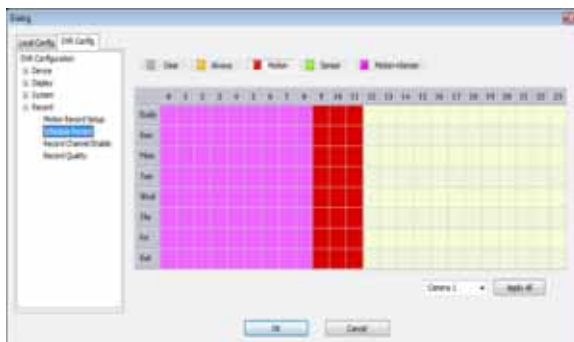 Dialog
Local Config DVR Config
DVR Configuration
Device
Display
System
Record
Motion Record Setup
Schedule Record
Record Channel Enable
Record Quality
Clear Always Motion Sensor Motion+Sensor
0 1 2 3 4 5 6 7 8 9 10 11 12 13 14 15 16 17 18 19 20 21 22 23
Daily
Sun
Mon
Tue
Wed
Thu
Fri
Sat
Camera 1 Apply All
OK Cancel